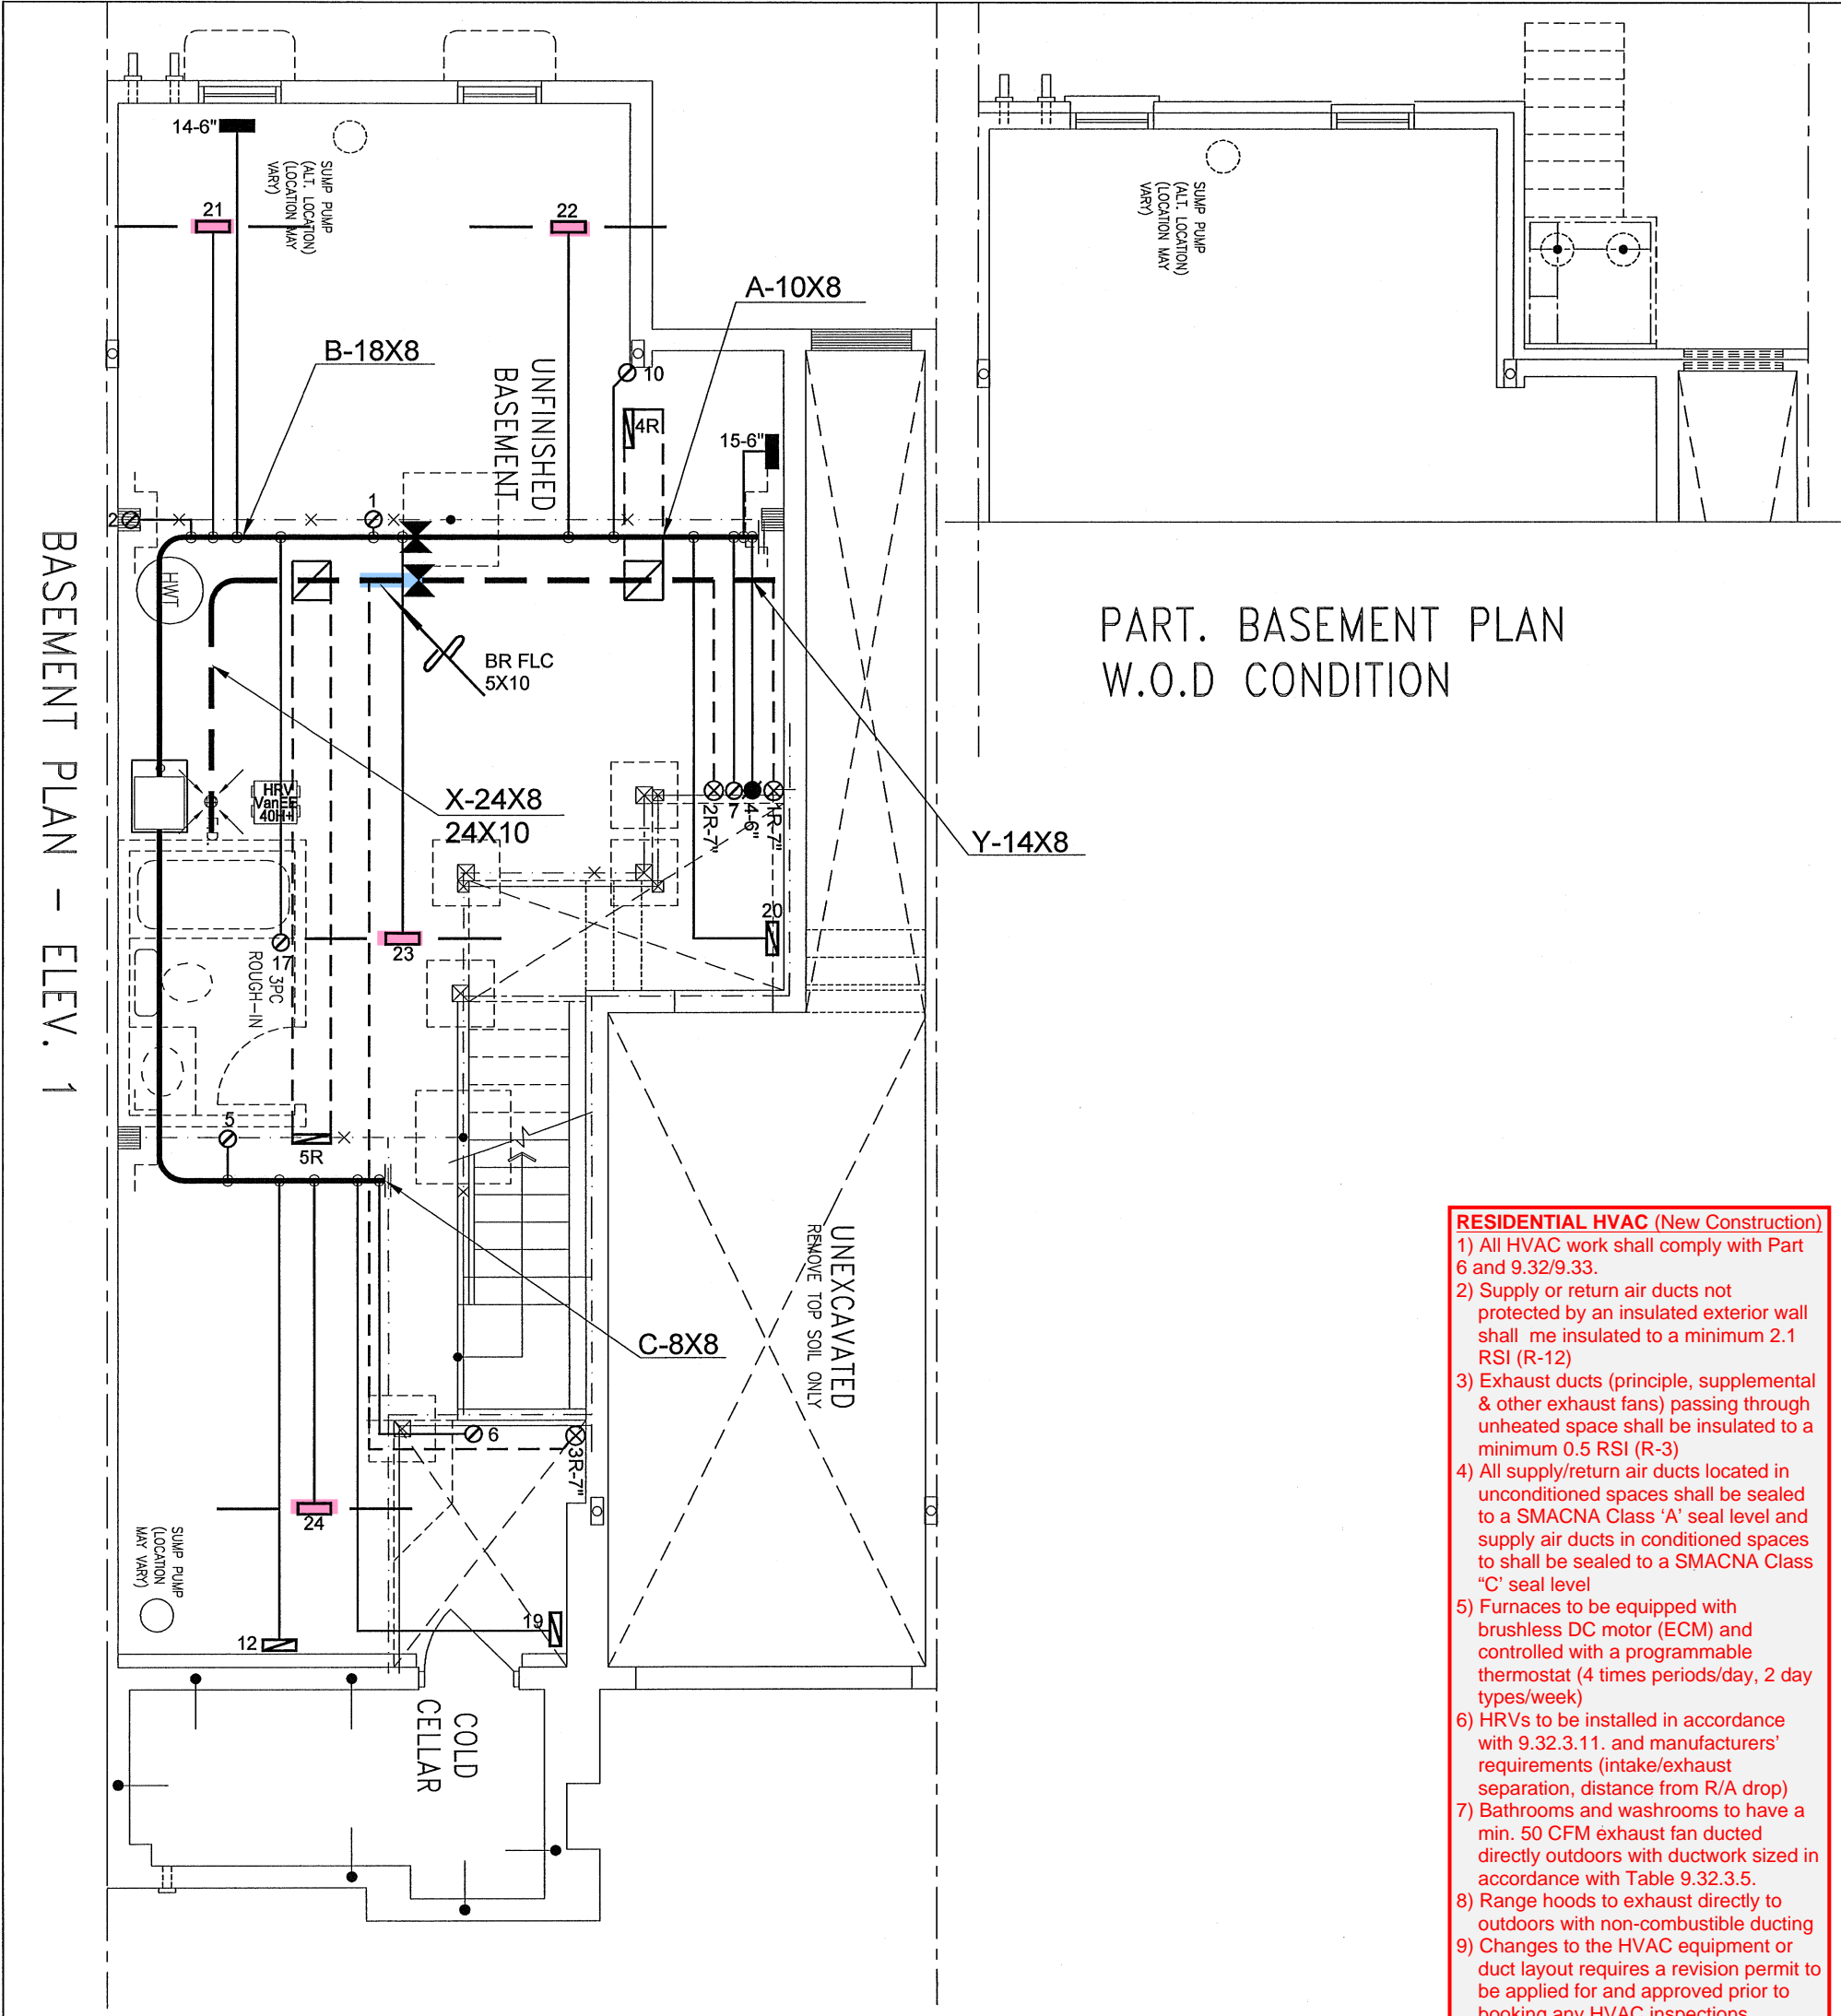 14-6"
SUMP PUMP
(ALT. LOCATION)
(LOCATION MAY
VARY)
21
22
A-10X8
B-18X8
UNFINISHED
BASEMENT
10
4R
15-6"
1
2
HWT
BR FLC
5X10
HRV
VanEE
40H+
X-24X8
24X10
2R-7"
7
4-6"
1R-7"
Y-14X8
20
17
3PC
ROUGH-IN
23
5
5R
C-8X8
UNEXCAVATED
REMOVE TOP SOIL ONLY
6
3R-7"
24
SUMP PUMP
(LOCATION
MAY VARY)
12
19
COLD
CELLAR
BASEMENT PLAN - ELEV. 1
SUMP PUMP
(ALT. LOCATION)
(LOCATION MAY
VARY)
PART. BASEMENT PLAN
W.O.D CONDITION
RESIDENTIAL HVAC (New Construction)
1) All HVAC work shall comply with Part
6 and 9.32/9.33.
2) Supply or return air ducts not
protected by an insulated exterior wall
shall me insulated to a minimum 2.1
RSI (R-12)
3) Exhaust ducts (principle, supplemental
& other exhaust fans) passing through
unheated space shall be insulated to a
minimum 0.5 RSI (R-3)
4) All supply/return air ducts located in
unconditioned spaces shall be sealed
to a SMACNA Class ‘A’ seal level and
supply air ducts in conditioned spaces
to shall be sealed to a SMACNA Class
“C’ seal level
5) Furnaces to be equipped with
brushless DC motor (ECM) and
controlled with a programmable
thermostat (4 times periods/day, 2 day
types/week)
6) HRVs to be installed in accordance
with 9.32.3.11. and manufacturers’
requirements (intake/exhaust
separation, distance from R/A drop)
7) Bathrooms and washrooms to have a
min. 50 CFM exhaust fan ducted
directly outdoors with ductwork sized in
accordance with Table 9.32.3.5.
8) Range hoods to exhaust directly to
outdoors with non-combustible ducting
9) Changes to the HVAC equipment or
duct layout requires a revision permit to
be applied for and approved prior to
booking any HVAC inspections